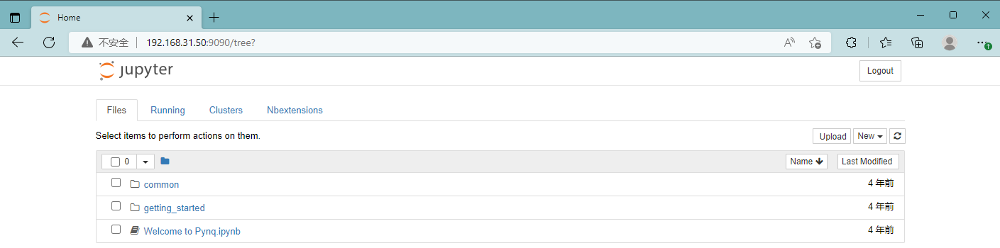 Home
不安全 192.168.31.50:9090/tree?
jupyter
Logout
Files Running Clusters Nbextensions
Select items to perform actions on them.
Upload New
0 Name Last Modified
common 4 年前
getting_started 4 年前
Welcome to Pynq.ipynb 4 年前